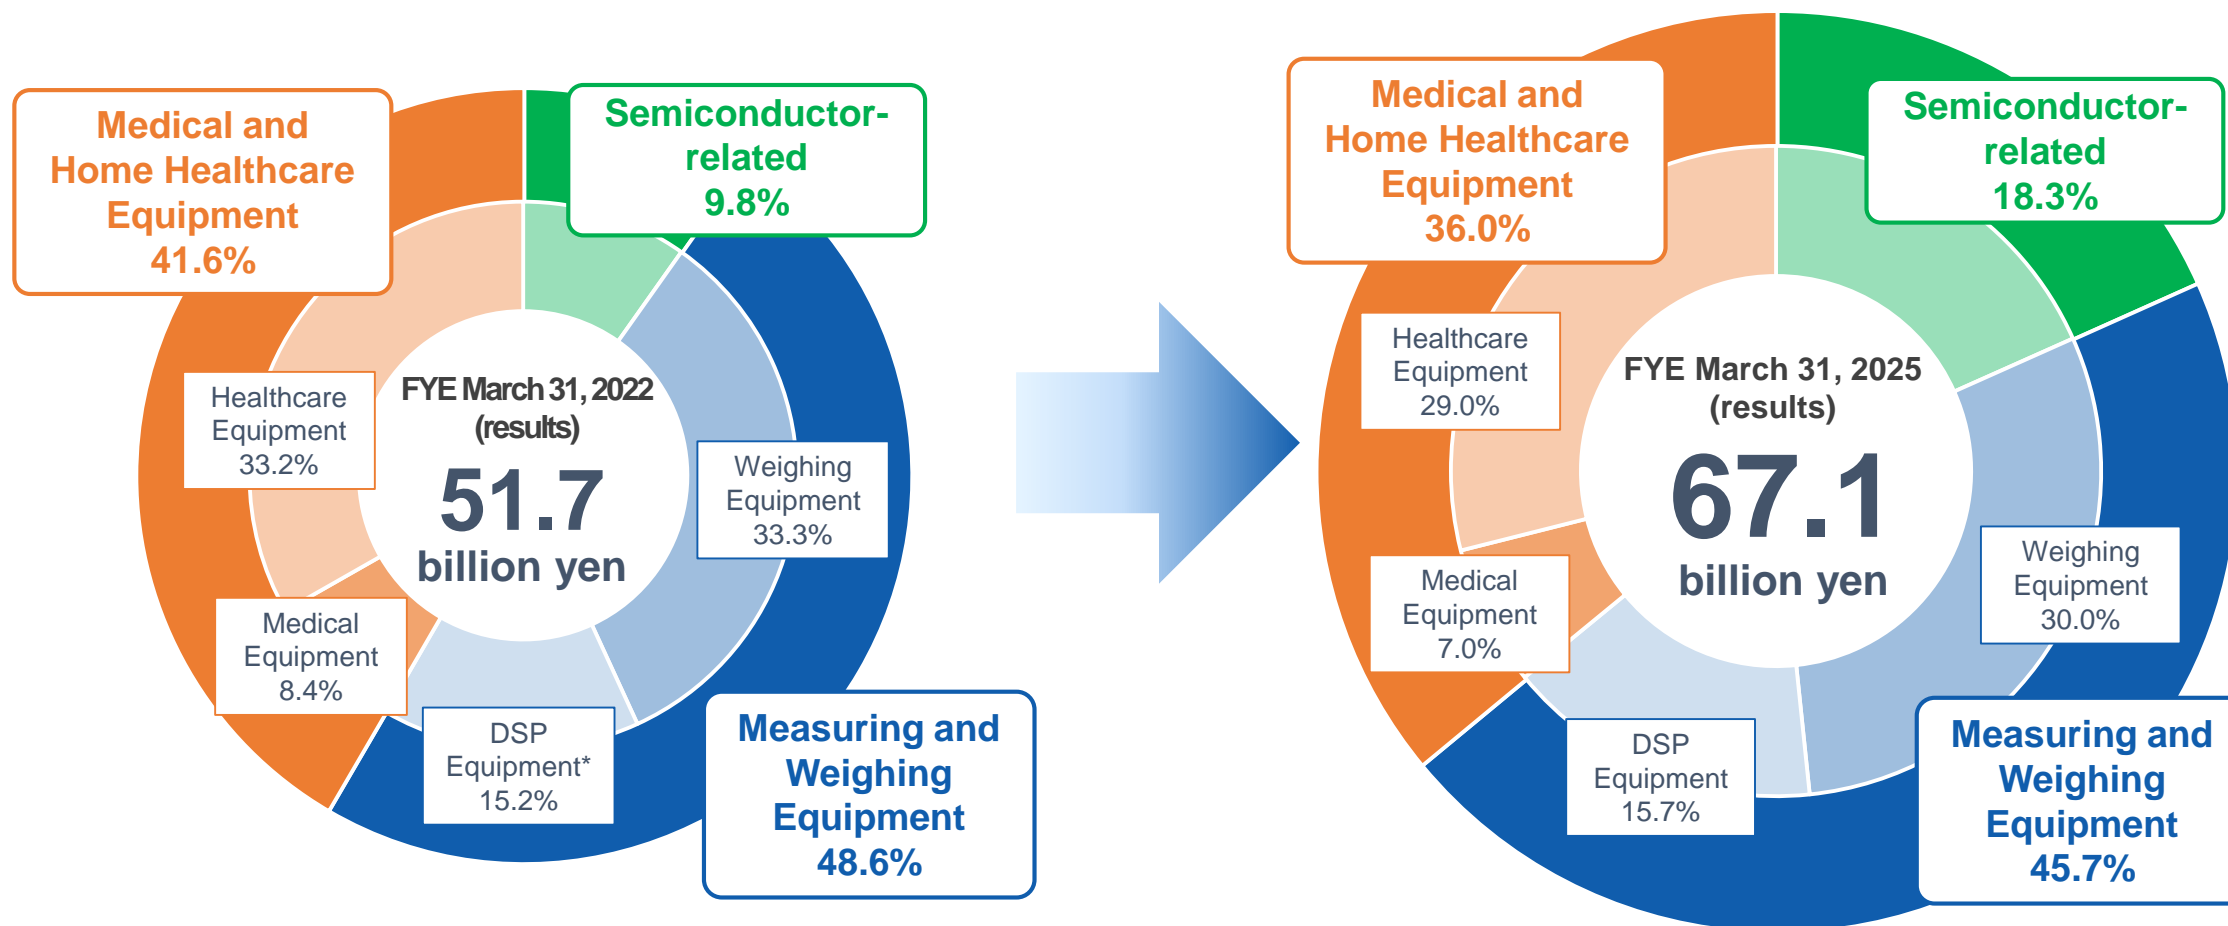 Medical and
Home Healthcare
Equipment
41.6%
Semiconductor-
related
9.8%
Healthcare
Equipment
33.2%
FYE March 31, 2022
(results)
51.7
billion yen
Weighing
Equipment
33.3%
Medical
Equipment
8.4%
DSP
Equipment*
15.2%
Measuring and
Weighing
Equipment
48.6%
Medical and
Home Healthcare
Equipment
36.0%
Semiconductor-
related
18.3%
Healthcare
Equipment
29.0%
FYE March 31, 2025
(results)
67.1
billion yen
Weighing
Equipment
30.0%
Medical
Equipment
7.0%
DSP
Equipment
15.7%
Measuring and
Weighing
Equipment
45.7%